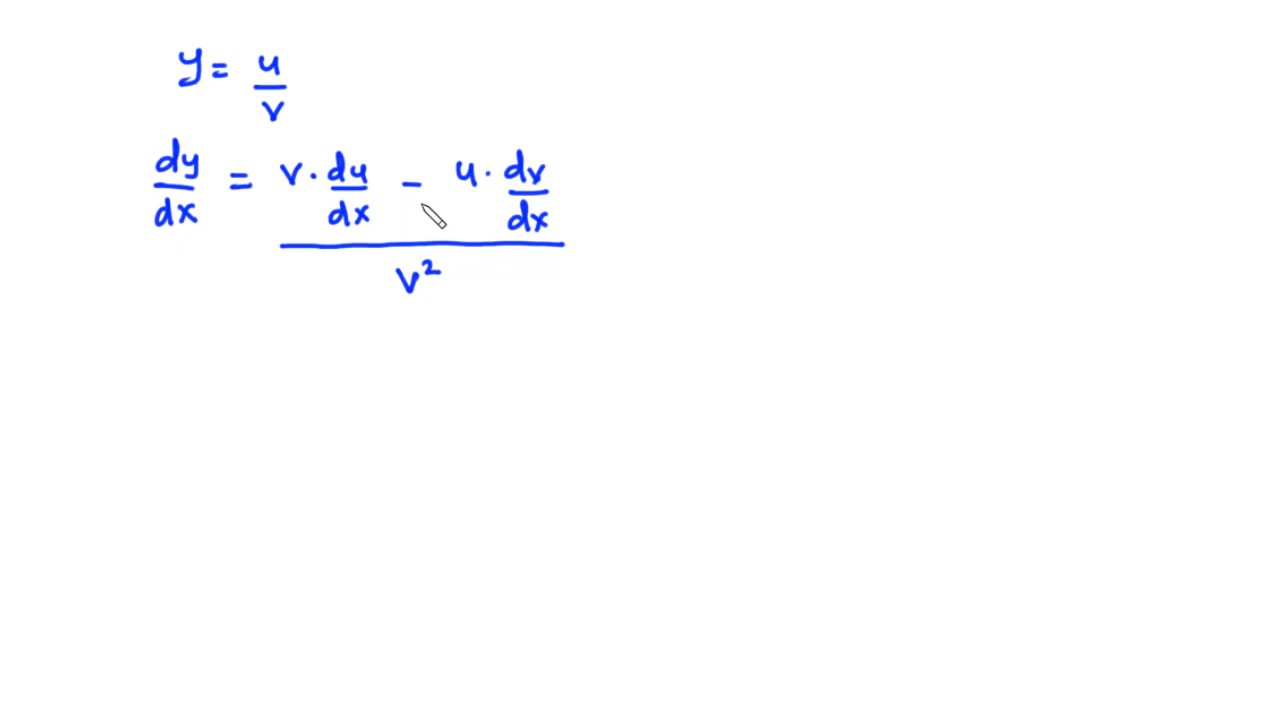 y = u/v
dy/dx = (v · du/dx - u · dv/dx) / v²